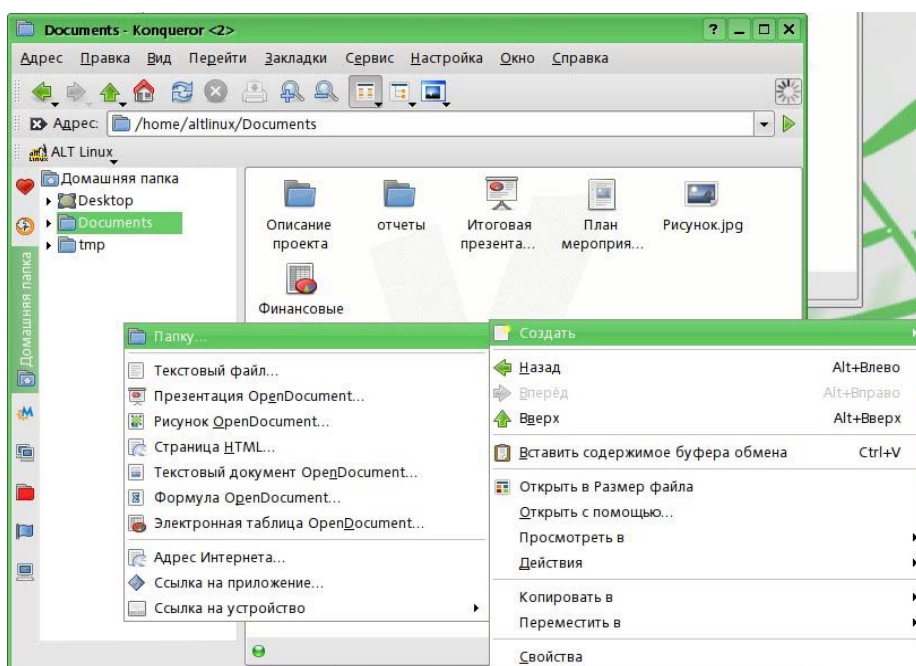 Documents - Konqueror <2>
Адрес Правка Вид Перейти Закладки Сервис Настройка Окно Справка
Адрес: /home/altlinux/Documents
ALT Linux
Домашняя папка
Desktop
Documents
tmp
Домашняя папка
Описание проекта
отчеты
Итоговая презента...
План мероприя...
Рисунок.jpg
Финансовые
Папку...
Текстовый файл...
Презентация OpenDocument...
Рисунок OpenDocument...
Страница HTML...
Текстовый документ OpenDocument...
Формула OpenDocument...
Электронная таблица OpenDocument...
Адрес Интернета...
Ссылка на приложение...
Ссылка на устройство
Создать
Назад Alt+Влево
Вперёд Alt+Вправо
Вверх Alt+Вверх
Вставить содержимое буфера обмена Ctrl+V
Открыть в Размер файла
Открыть с помощью...
Просмотреть в
Действия
Копировать в
Переместить в
Свойства